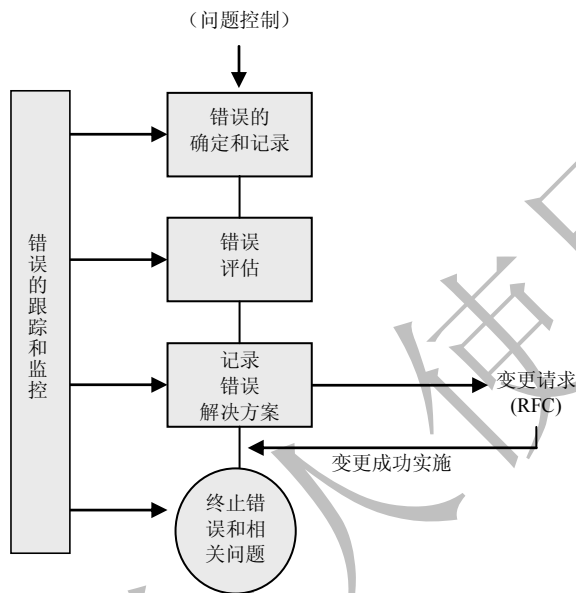 （问题控制）
错误的
确定和记录
错误的跟踪和监控
错误
评估
记录
错误
解决方案
变更请求
(RFC)
变更成功实施
终止错
误和相
关问题
人使